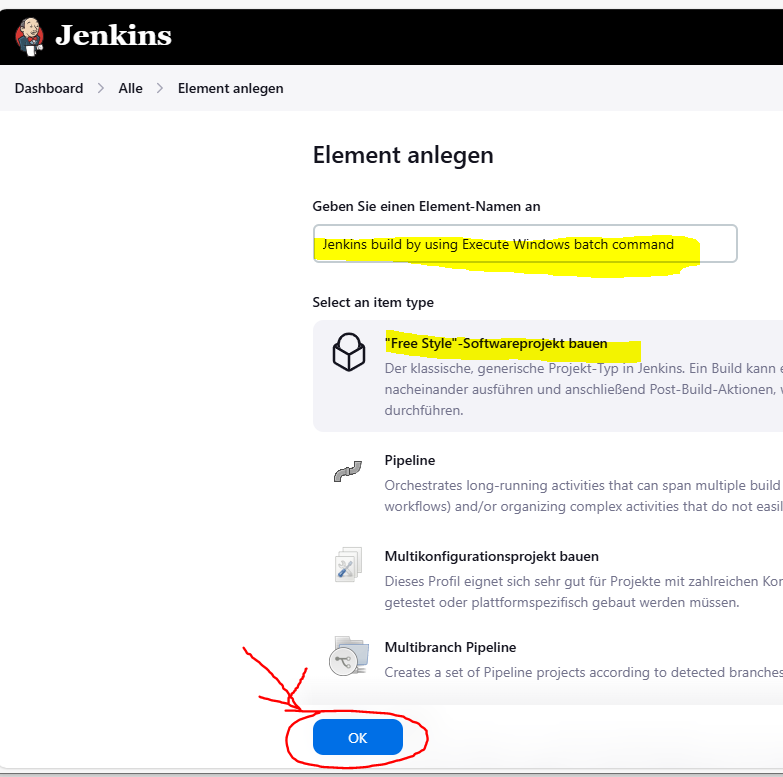 Jenkins
Dashboard > Alle > Element anlegen
Element anlegen
Geben Sie einen Element-Namen an
Jenkins build by using Execute Windows batch command
Select an item type
"Free Style"-Softwareprojekt bauen
Der klassische, generische Projekt-Typ in Jenkins. Ein Build kann
nacheinander ausführen und anschließend Post-Build-Aktionen,
durchführen.
Pipeline
Orchestrates long-running activities that can span multiple build
workflows) and/or organizing complex activities that do not
Multikonfigurationsprojekt bauen
Dieses Profil eignet sich sehr gut für Projekte mit zahlreichen
getestet oder plattformspezifisch gebaut werden müssen.
Multibranch Pipeline
Creates a set of Pipeline projects according to detected branches
OK